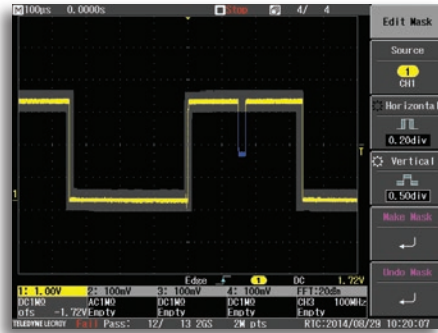 M 100µs 0.0000s Stop 4/ 4
Edit Mask
Source
1
CH1
Horizontal
0.20div
Vertical
0.50div
Make Mask
Undo Mask
T
1
Edge 1 DC 1.72V
1: 1.00V 2: 100mV 3: 100mV 4: 100mV FFT:20dB
DC1MΩ AC1MΩ DC1MΩ DC1MΩ CH3 100MHz
ofs -1.72V Empty Empty Empty Empty
TELEDYNE LECROY Fail Pass: 12/ 13 2GS 2M pts RTC:2014/08/29 10:20:07